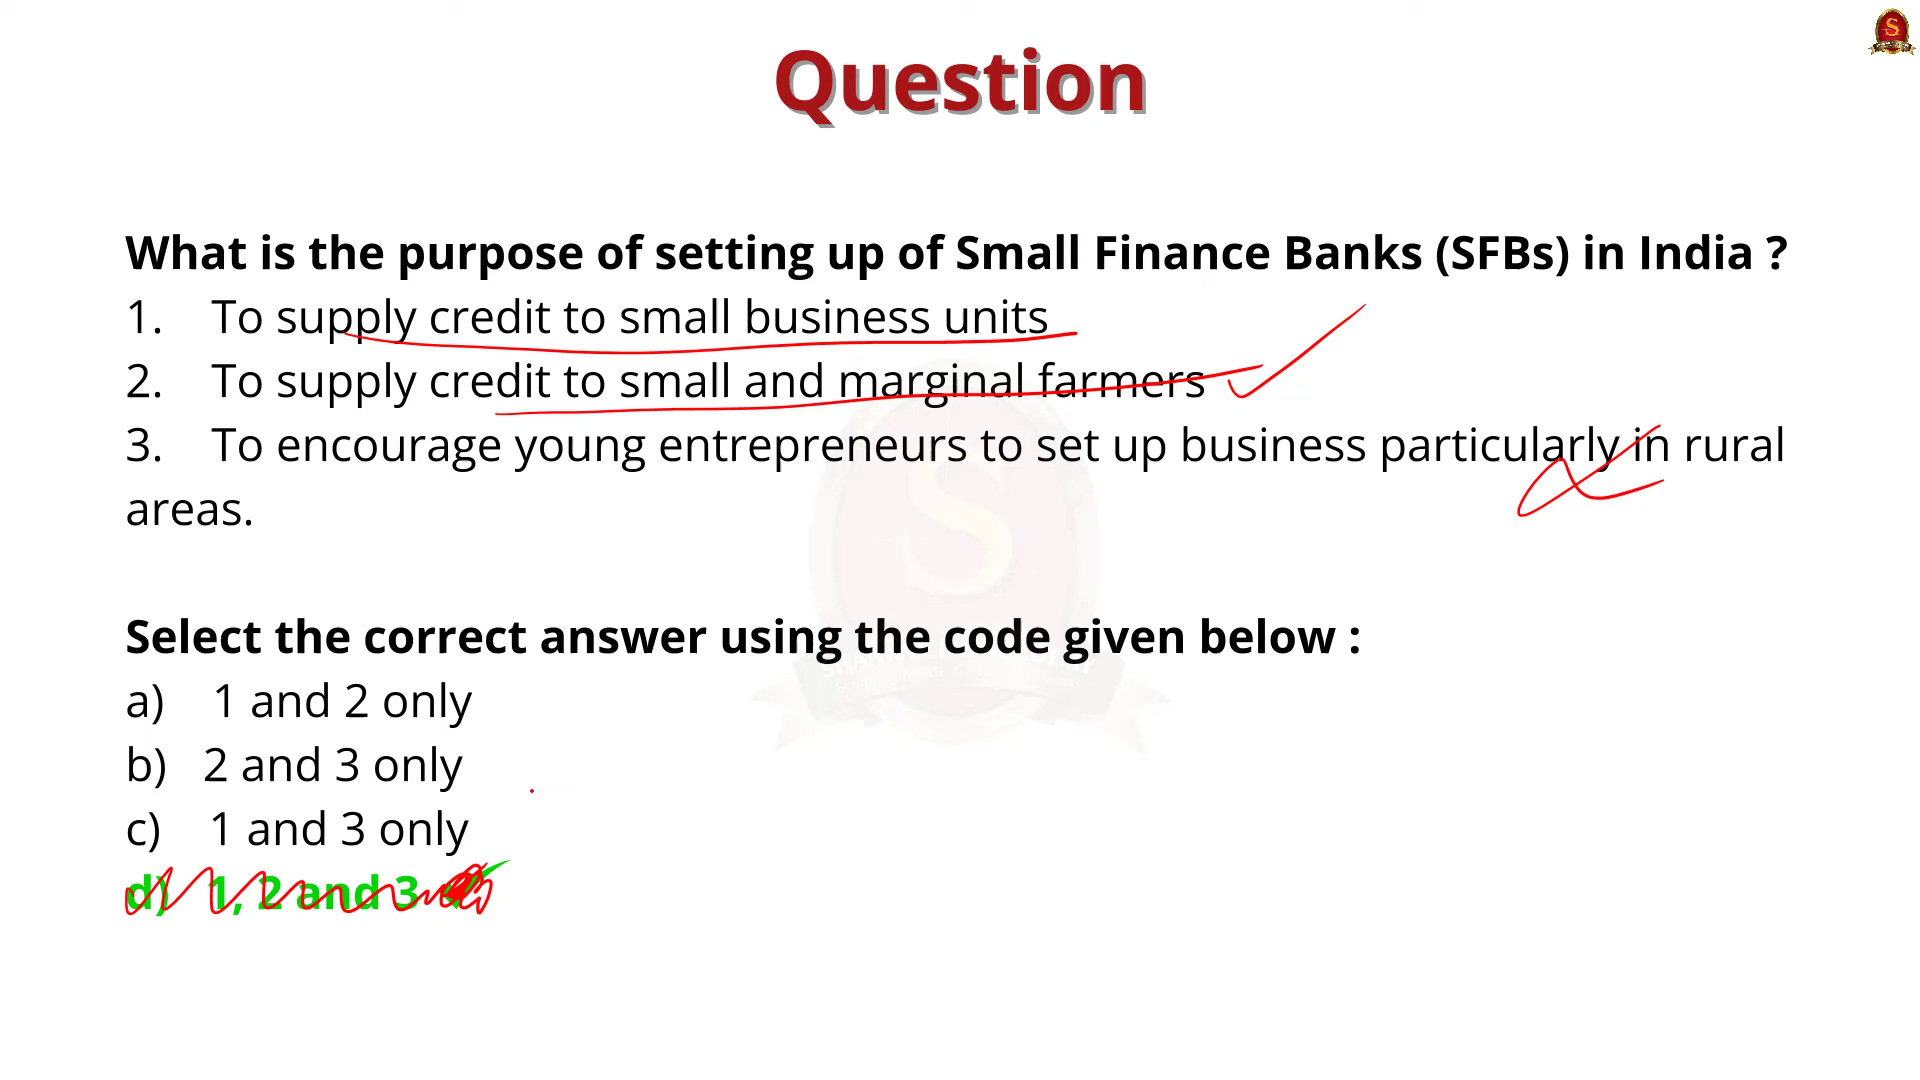 Question
What is the purpose of setting up of Small Finance Banks (SFBs) in India ?
1. To supply credit to small business units
2. To supply credit to small and marginal farmers
3. To encourage young entrepreneurs to set up business particularly in rural
areas.
Select the correct answer using the code given below :
a) 1 and 2 only
b) 2 and 3 only
c) 1 and 3 only
d) 1, 2 and 3